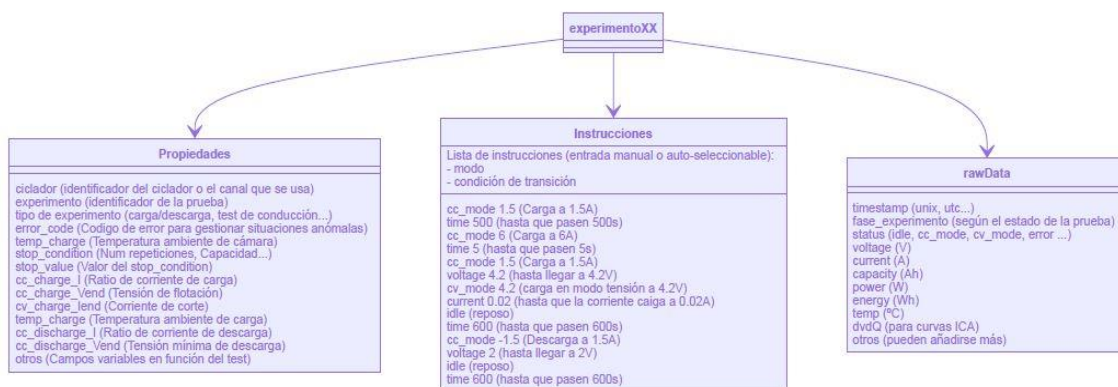 experimentoXX
Propiedades
ciclador (identificador del ciclador o el canal que se usa)
experimento (identificador de la prueba)
tipo de experimento (carga/descarga, test de conducción...)
error_code (Codigo de error para gestionar situaciones anómalas)
temp_charge (Temperatura ambiente de cámara)
stop_condition (Num repeticiones, Capacidad...)
stop_value (Valor del stop_condition)
cc_charge_I (Ratio de corriente de carga)
cc_charge_Vend (Tensión de flotación)
cv_charge_Iend (Corriente de corte)
temp_charge (Temperatura ambiente de carga)
cc_discharge_I (Ratio de corriente de descarga)
cc_discharge_Vend (Tensión mínima de descarga)
otros (Campos variables en función del test)
Instrucciones
Lista de instrucciones (entrada manual o auto-seleccionable):
- modo
- condición de transición
cc_mode 1.5 (Carga a 1.5A)
time 500 (hasta que pasen 500s)
cc_mode 6 (Carga a 6A)
time 5 (hasta que pasen 5s)
cc_mode 1.5 (Carga a 1.5A)
voltage 4.2 (hasta llegar a 4.2V)
cv_mode 4.2 (carga en modo tensión a 4.2V)
current 0.02 (hasta que la corriente caiga a 0.02A)
idle (reposo)
time 600 (hasta que pasen 600s)
cc_mode -1.5 (Descarga a 1.5A)
voltage 2 (hasta llegar a 2V)
idle (reposo)
time 600 (hasta que pasen 600s)
rawData
timestamp (unix, utc...)
fase_experimento (según el estado de la prueba)
status (idle, cc_mode, cv_mode, error ...)
voltage (V)
current (A)
capacity (Ah)
power (W)
energy (Wh)
temp (ºC)
dvdQ (para curvas ICA)
otros (pueden añadirse más)